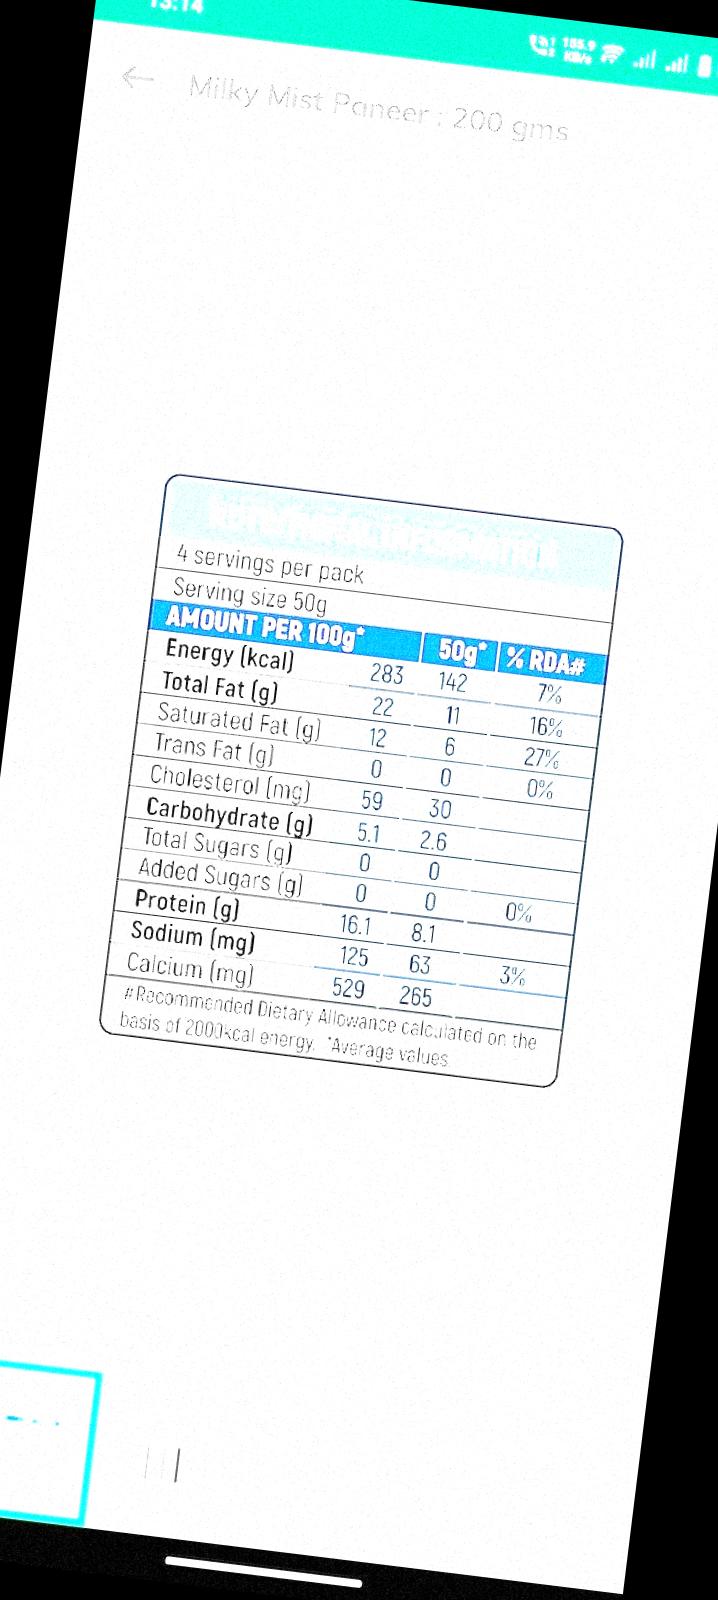 13:14
Milky Mist Paneer : 200 gms
NUTRITIONAL INFORMATION
4 servings per pack
Serving size 50g
AMOUNT PER 100g* 50g* % RDA#
Energy (kcal) 283 142 7%
Total Fat (g) 22 11 16%
Saturated Fat (g) 12 6 27%
Trans Fat (g) 0 0 0%
Cholesterol (mg) 59 30
Carbohydrate (g) 5.1 2.6
Total Sugars (g) 0 0
Added Sugars (g) 0 0 0%
Protein (g) 16.1 8.1
Sodium (mg) 125 63 3%
Calcium (mg) 529 265
#Recommended Dietary Allowance calculated on the
basis of 2000kcal energy. *Average values